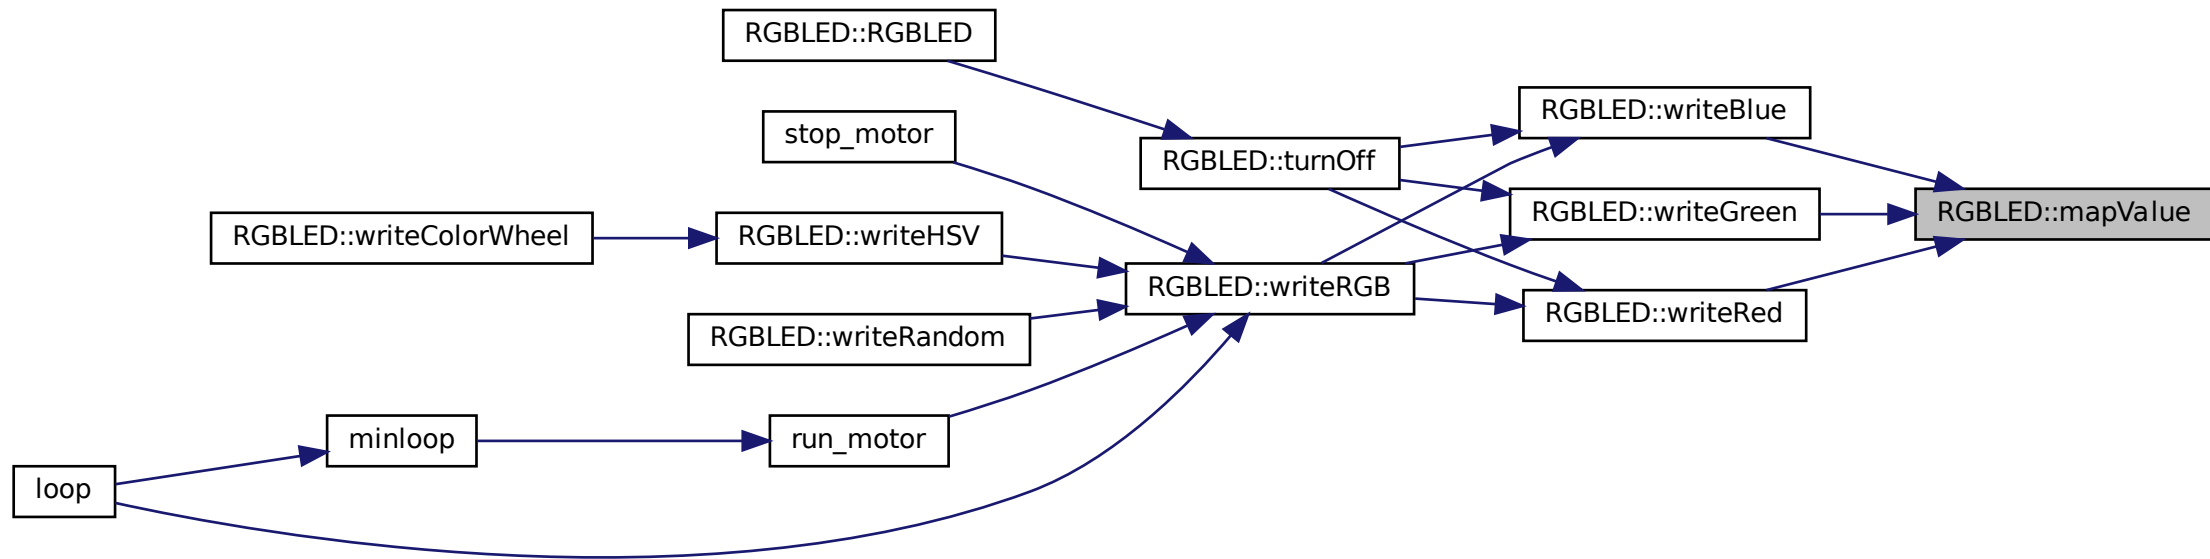 RGBLED::RGBLED
RGBLED::writeBlue
stop_motor
RGBLED::turnOff
RGBLED::writeGreen
RGBLED::mapValue
RGBLED::writeColorWheel
RGBLED::writeHSV
RGBLED::writeRGB
RGBLED::writeRed
RGBLED::writeRandom
minloop
run_motor
loop